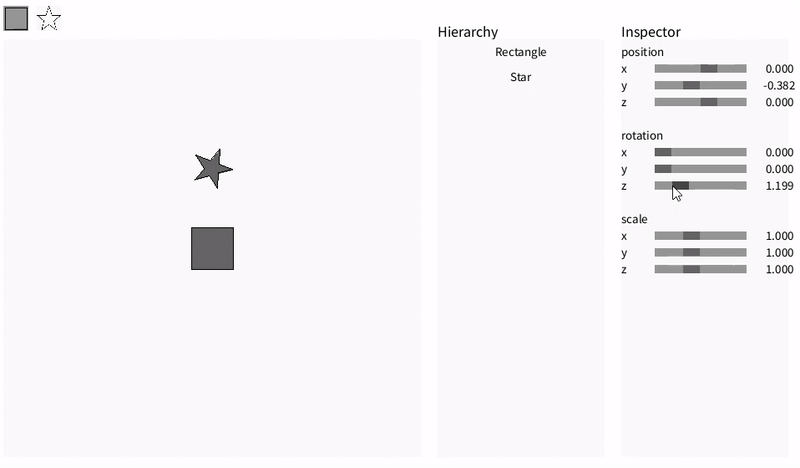 Hierarchy
Rectangle
Star
Inspector
position
x 0.000
y -0.382
z 0.000
rotation
x 0.000
y 0.000
z 1.199
scale
x 1.000
y 1.000
z 1.000